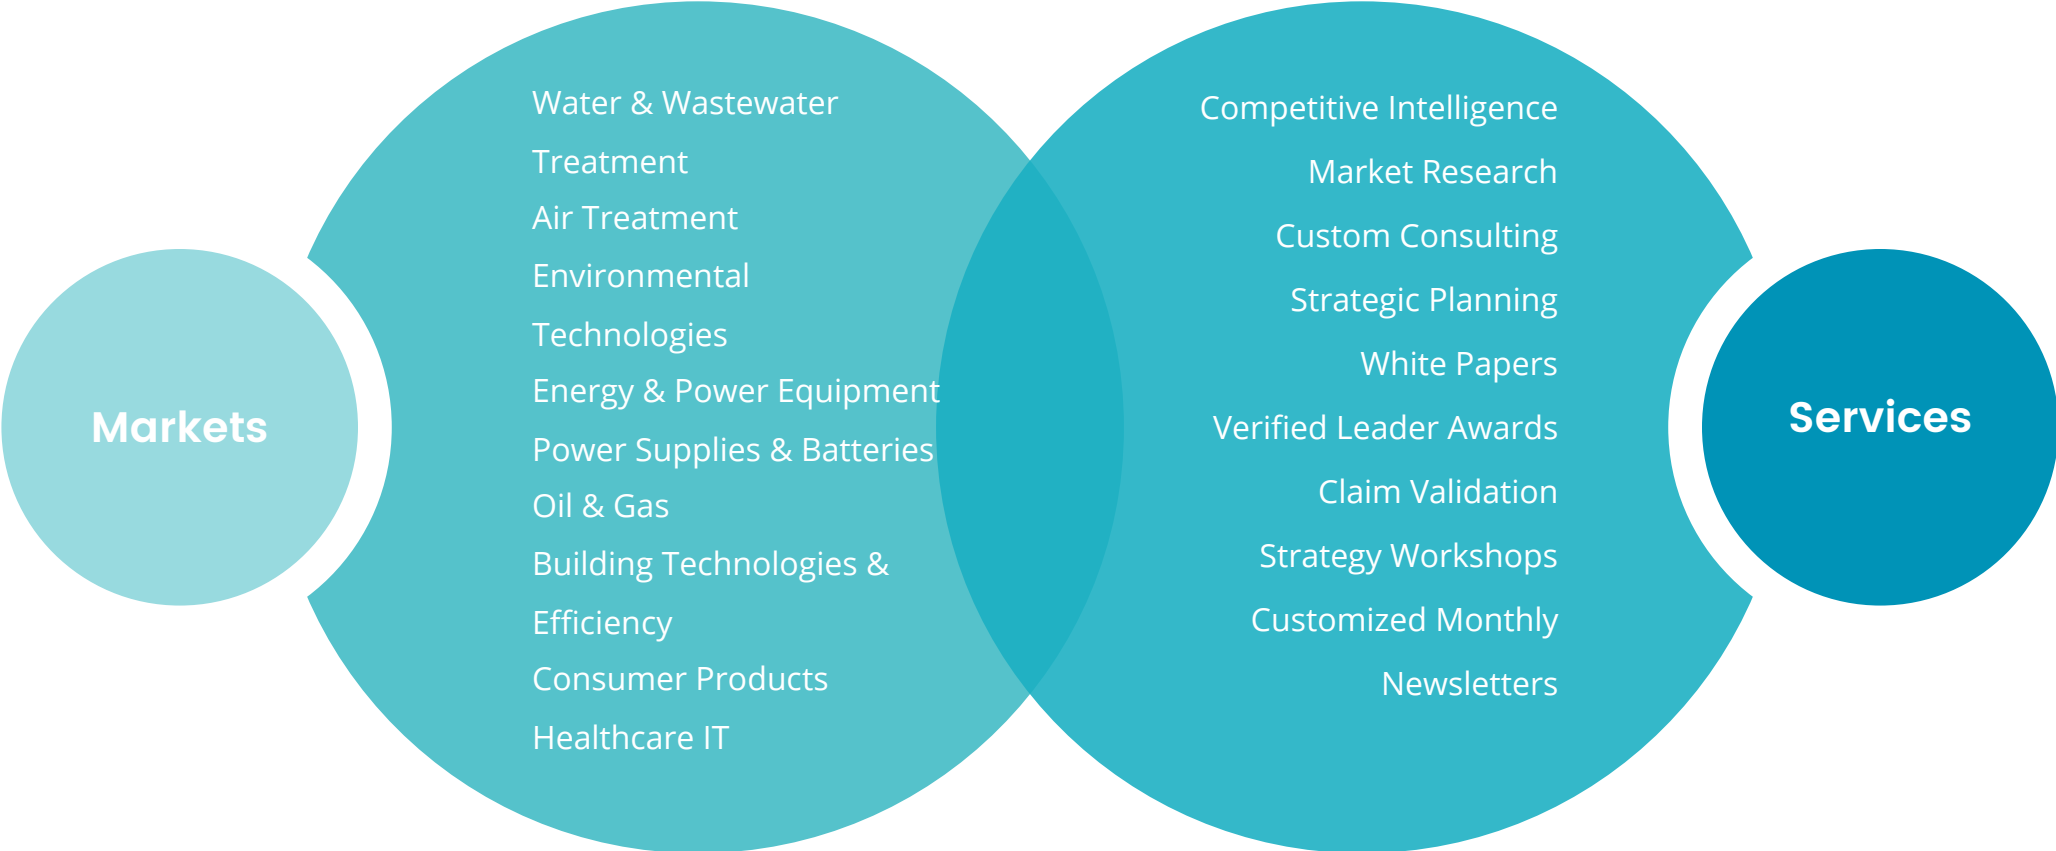 Markets
Water & Wastewater
Treatment
Air Treatment
Environmental
Technologies
Energy & Power Equipment
Power Supplies & Batteries
Oil & Gas
Building Technologies &
Efficiency
Consumer Products
Healthcare IT
Competitive Intelligence
Market Research
Custom Consulting
Strategic Planning
White Papers
Verified Leader Awards
Claim Validation
Strategy Workshops
Customized Monthly
Newsletters
Services